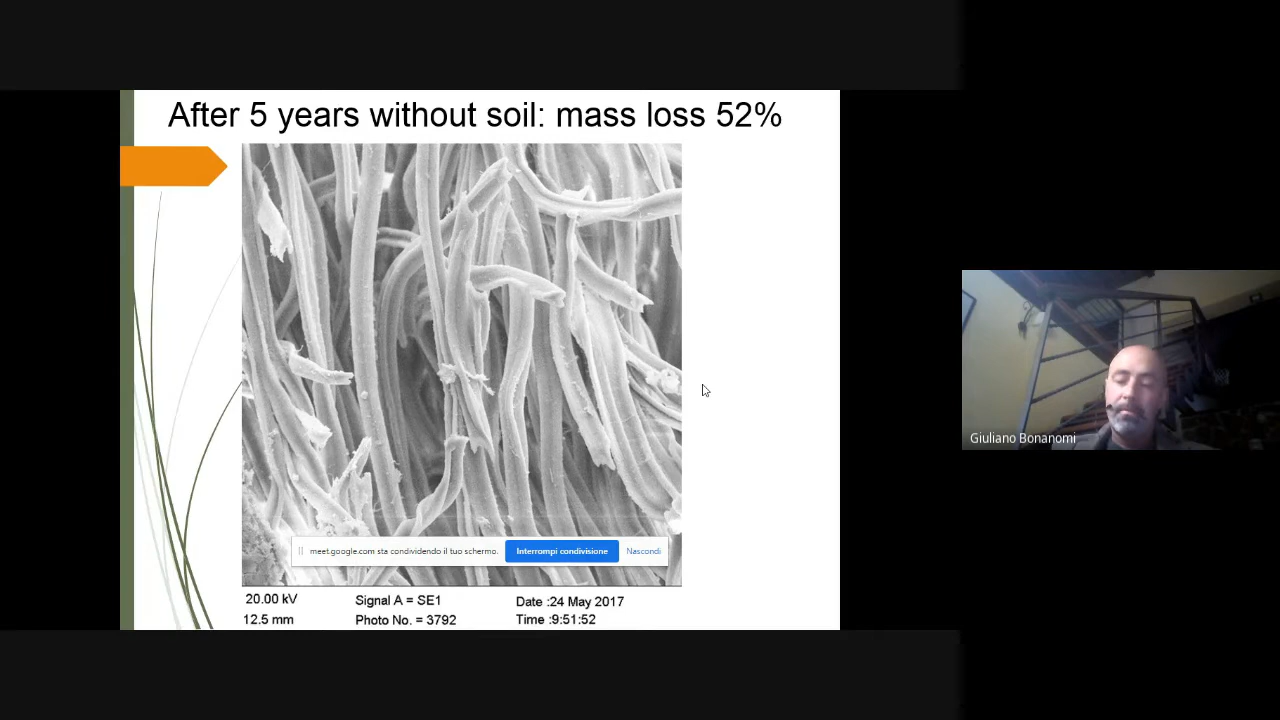 After 5 years without soil: mass loss 52%
meet.google.com sta condividendo il tuo schermo. Interrompi condivisione Nascondi
20.00 kV Signal A = SE1 Date :24 May 2017
12.5 mm Photo No. = 3792 Time :9:51:52
Giuliano Bonanomi